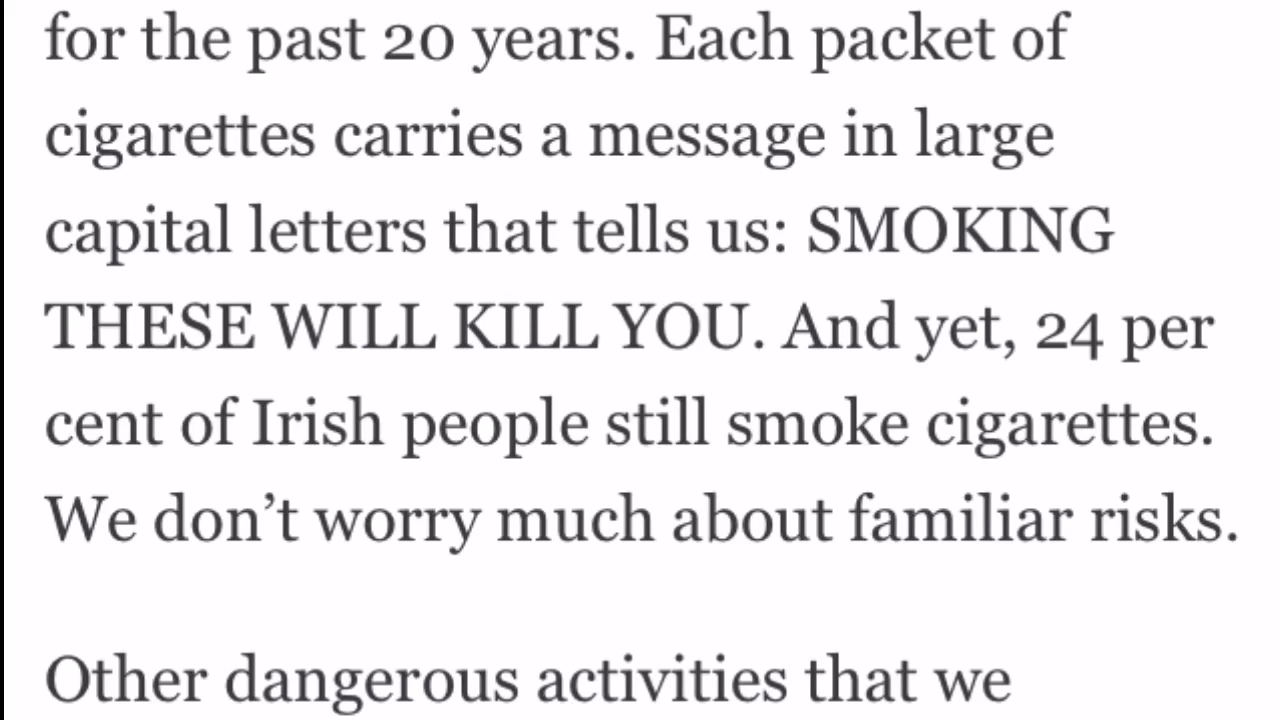 for the past 20 years. Each packet of
cigarettes carries a message in large
capital letters that tells us: SMOKING
THESE WILL KILL YOU. And yet, 24 per
cent of Irish people still smoke cigarettes.
We don’t worry much about familiar risks.
Other dangerous activities that we